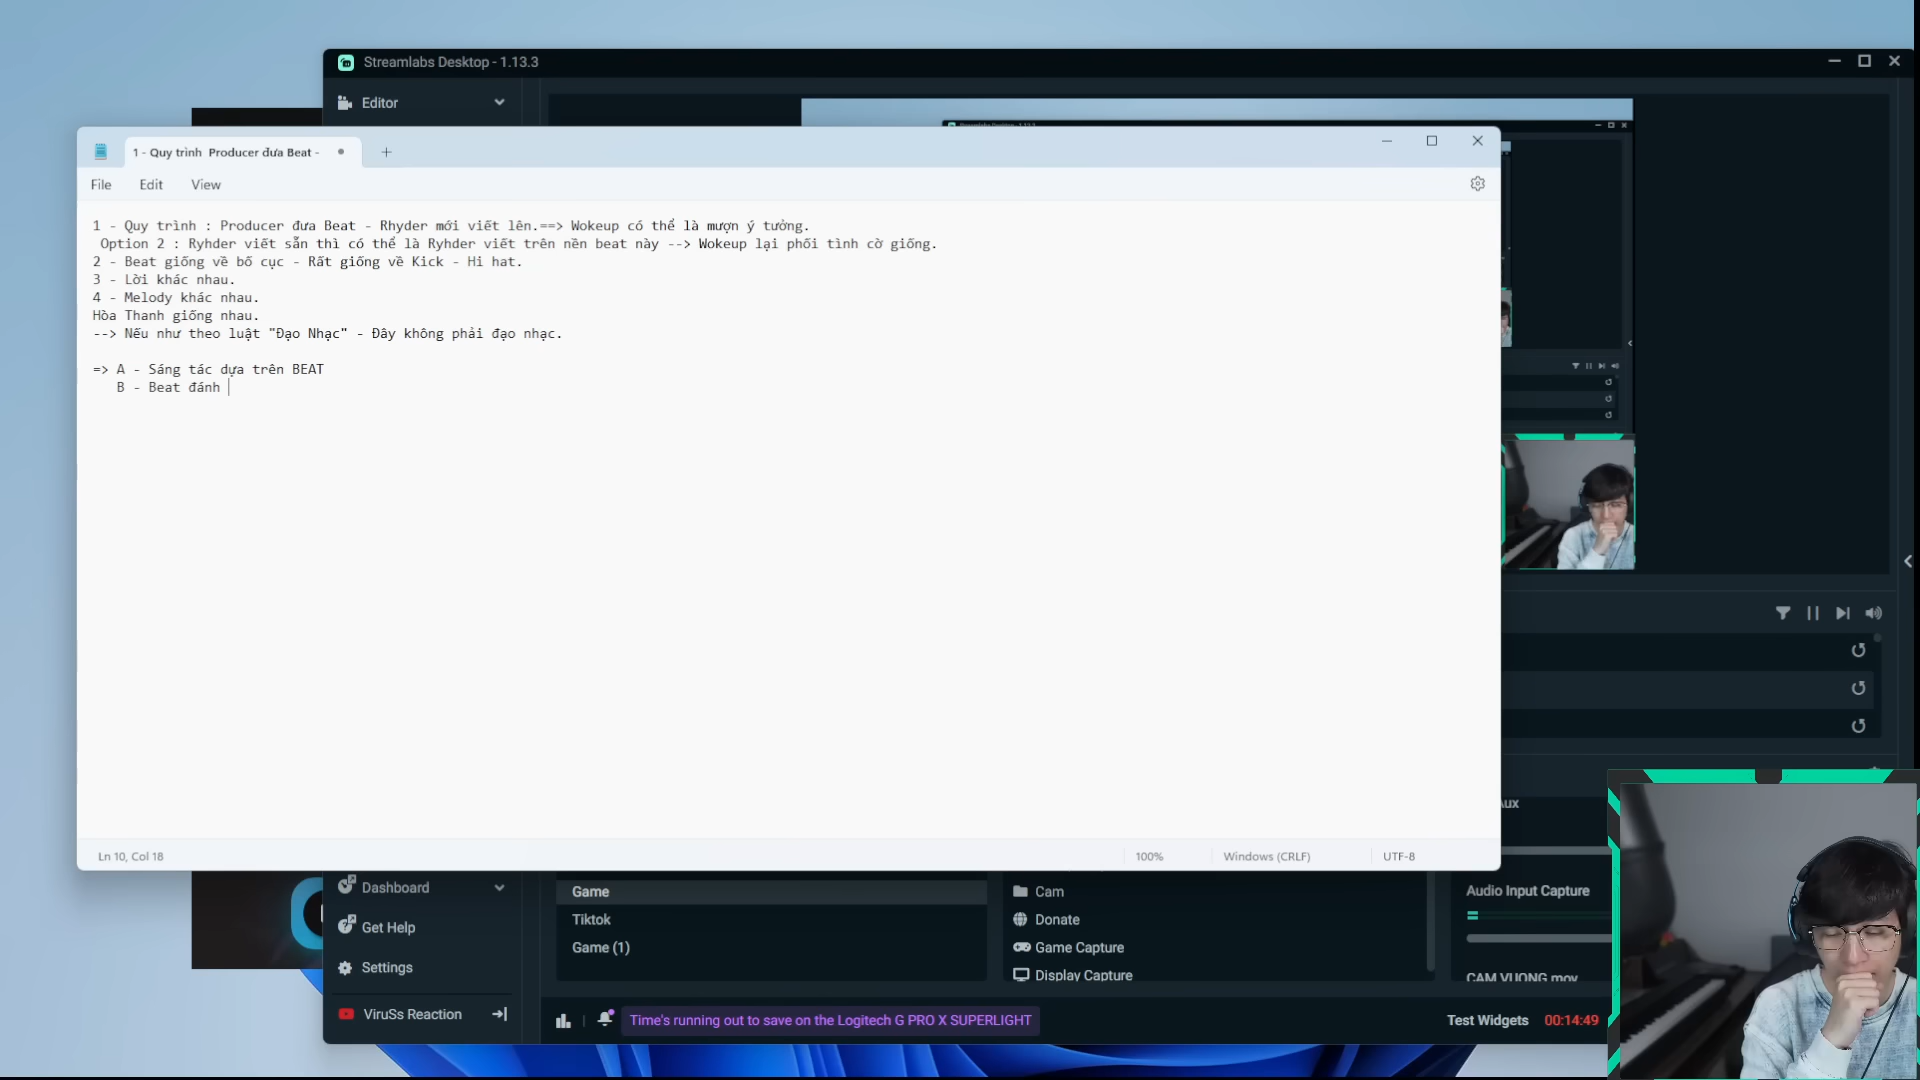 Streamlabs Desktop - 1.13.3
Editor
1 - Quy trình Producer đưa Beat -
File Edit View
1 - Quy trình : Producer đưa Beat - Rhyder mới viết lên.==> Wokeup có thể là mượn ý tưởng.
Option 2 : Ryhder viết sẵn thì có thể là Ryhder viết trên nền beat này --> Wokeup lại phối tình cờ giống.
2 - Beat giống về bố cục - Rất giống về Kick - Hi hat.
3 - Lời khác nhau.
4 - Melody khác nhau.
Hòa Thanh giống nhau.
--> Nếu như theo luật "Đạo Nhạc" - Đây không phải đạo nhạc.
=> A - Sáng tác dựa trên BEAT
B - Beat đánh
Ln 10, Col 18
100%
Windows (CRLF)
UTF-8
Dashboard
Get Help
Settings
ViruSs Reaction
Game
Tiktok
Game (1)
Cam
Donate
Game Capture
Display Capture
Audio Input Capture
CAM VUONG mov
Time's running out to save on the Logitech G PRO X SUPERLIGHT
Test Widgets 00:14:49